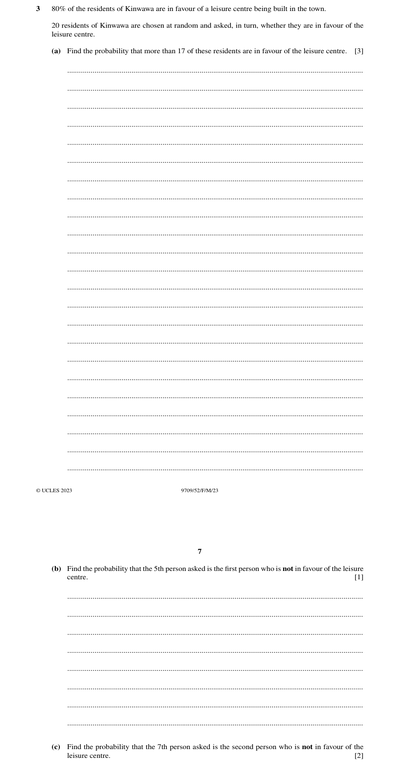 3 80% of the residents of Kinwawa are in favour of a leisure centre being built in the town.
20 residents of Kinwawa are chosen at random and asked, in turn, whether they are in favour of the
leisure centre.
(a) Find the probability that more than 17 of these residents are in favour of the leisure centre. [3]
© UCLES 2023 9709/52/F/M/23
7
(b) Find the probability that the 5th person asked is the first person who is not in favour of the leisure
centre. [1]
(c) Find the probability that the 7th person asked is the second person who is not in favour of the
leisure centre. [2]